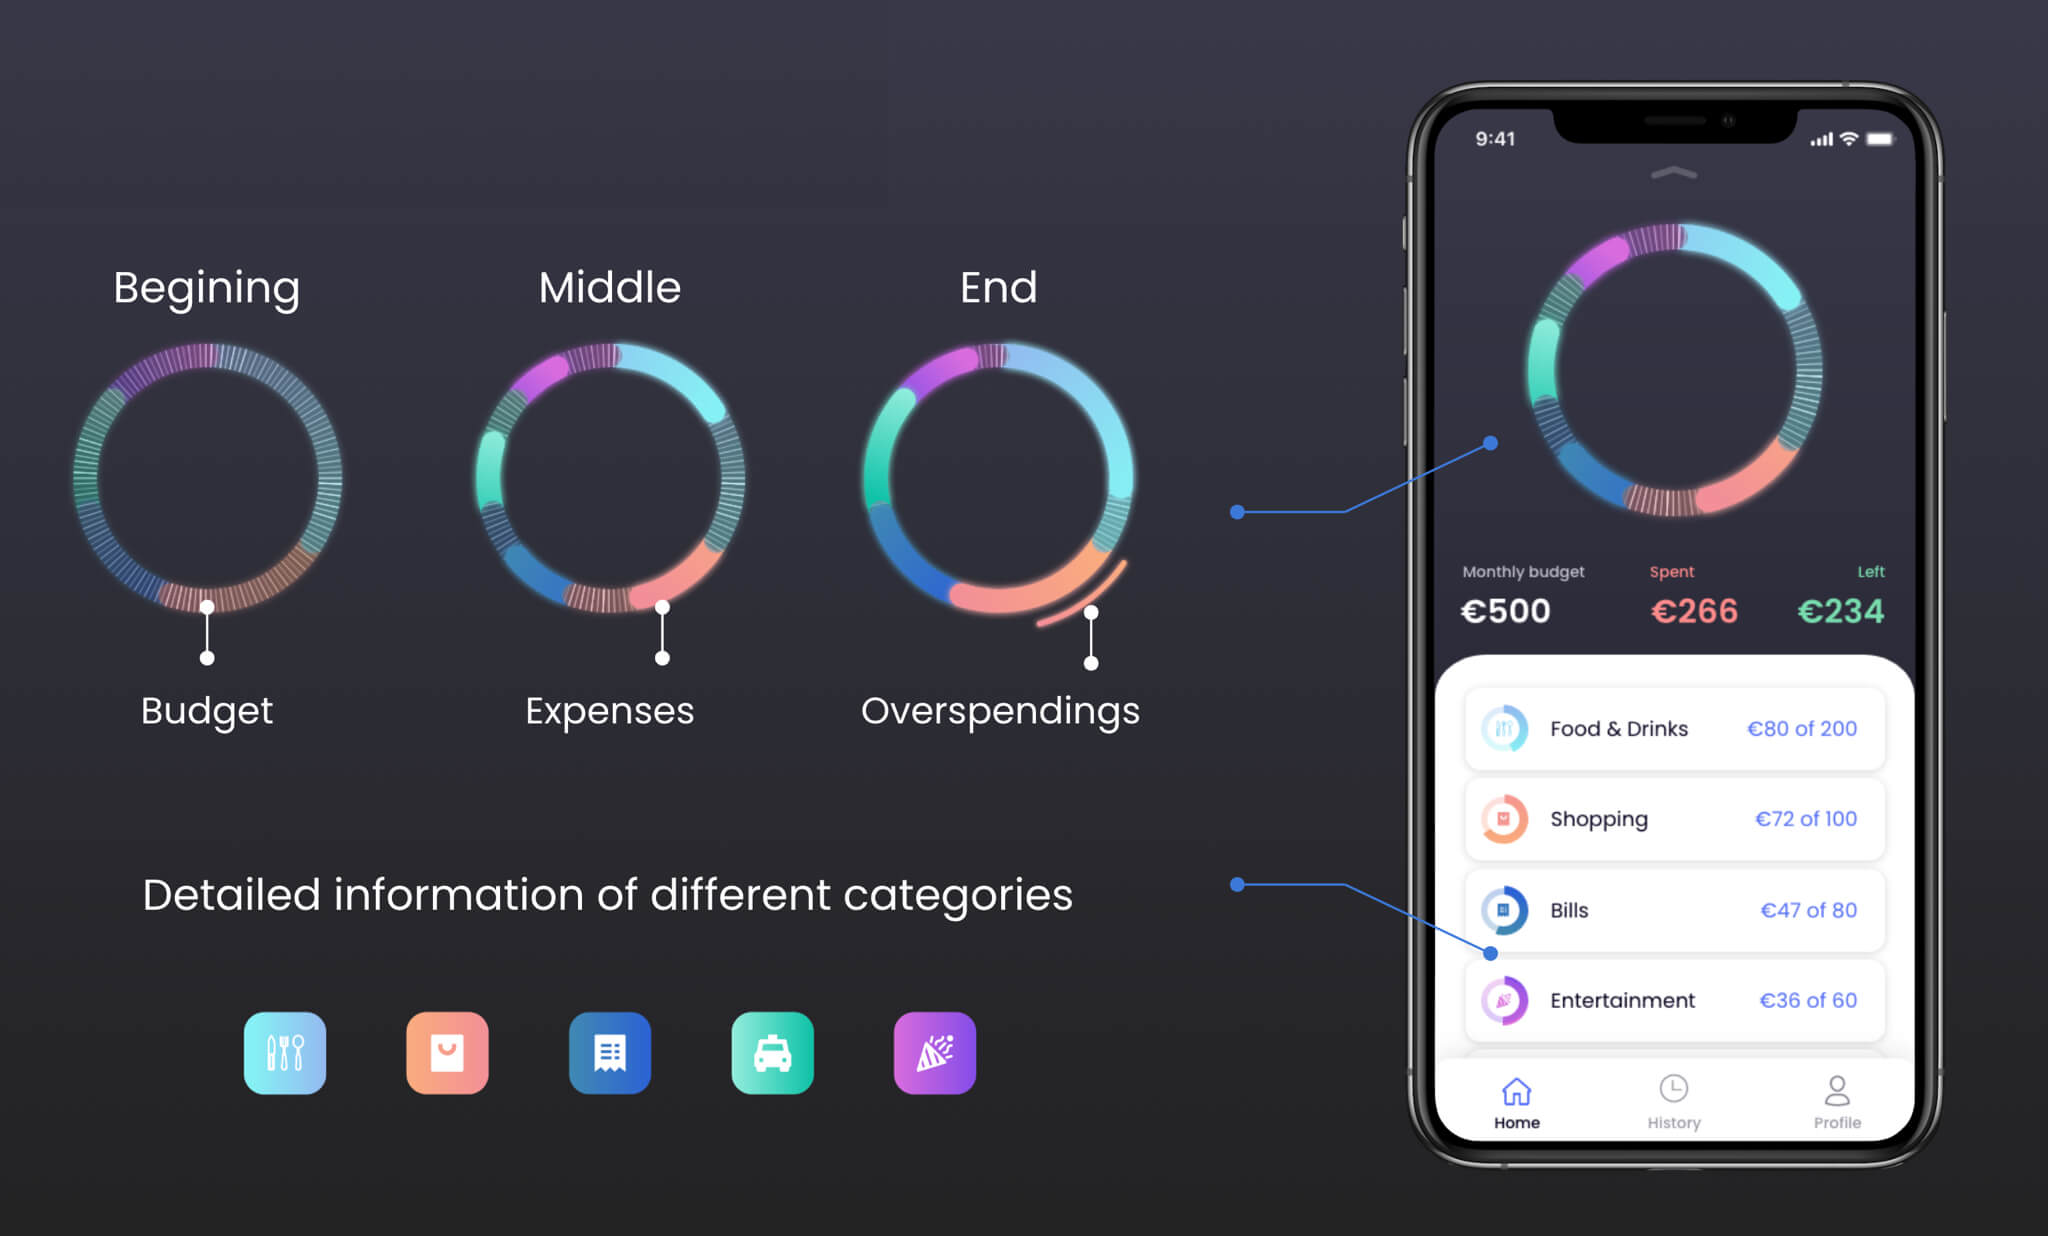 Begining
Middle
End
Budget
Expenses
Overspendings
Detailed information of different categories
9:41
Monthly budget
Spent
Left
€500
€266
€234
Food & Drinks
€80 of 200
Shopping
€72 of 100
Bills
€47 of 80
Entertainment
€36 of 60
Home
History
Profile